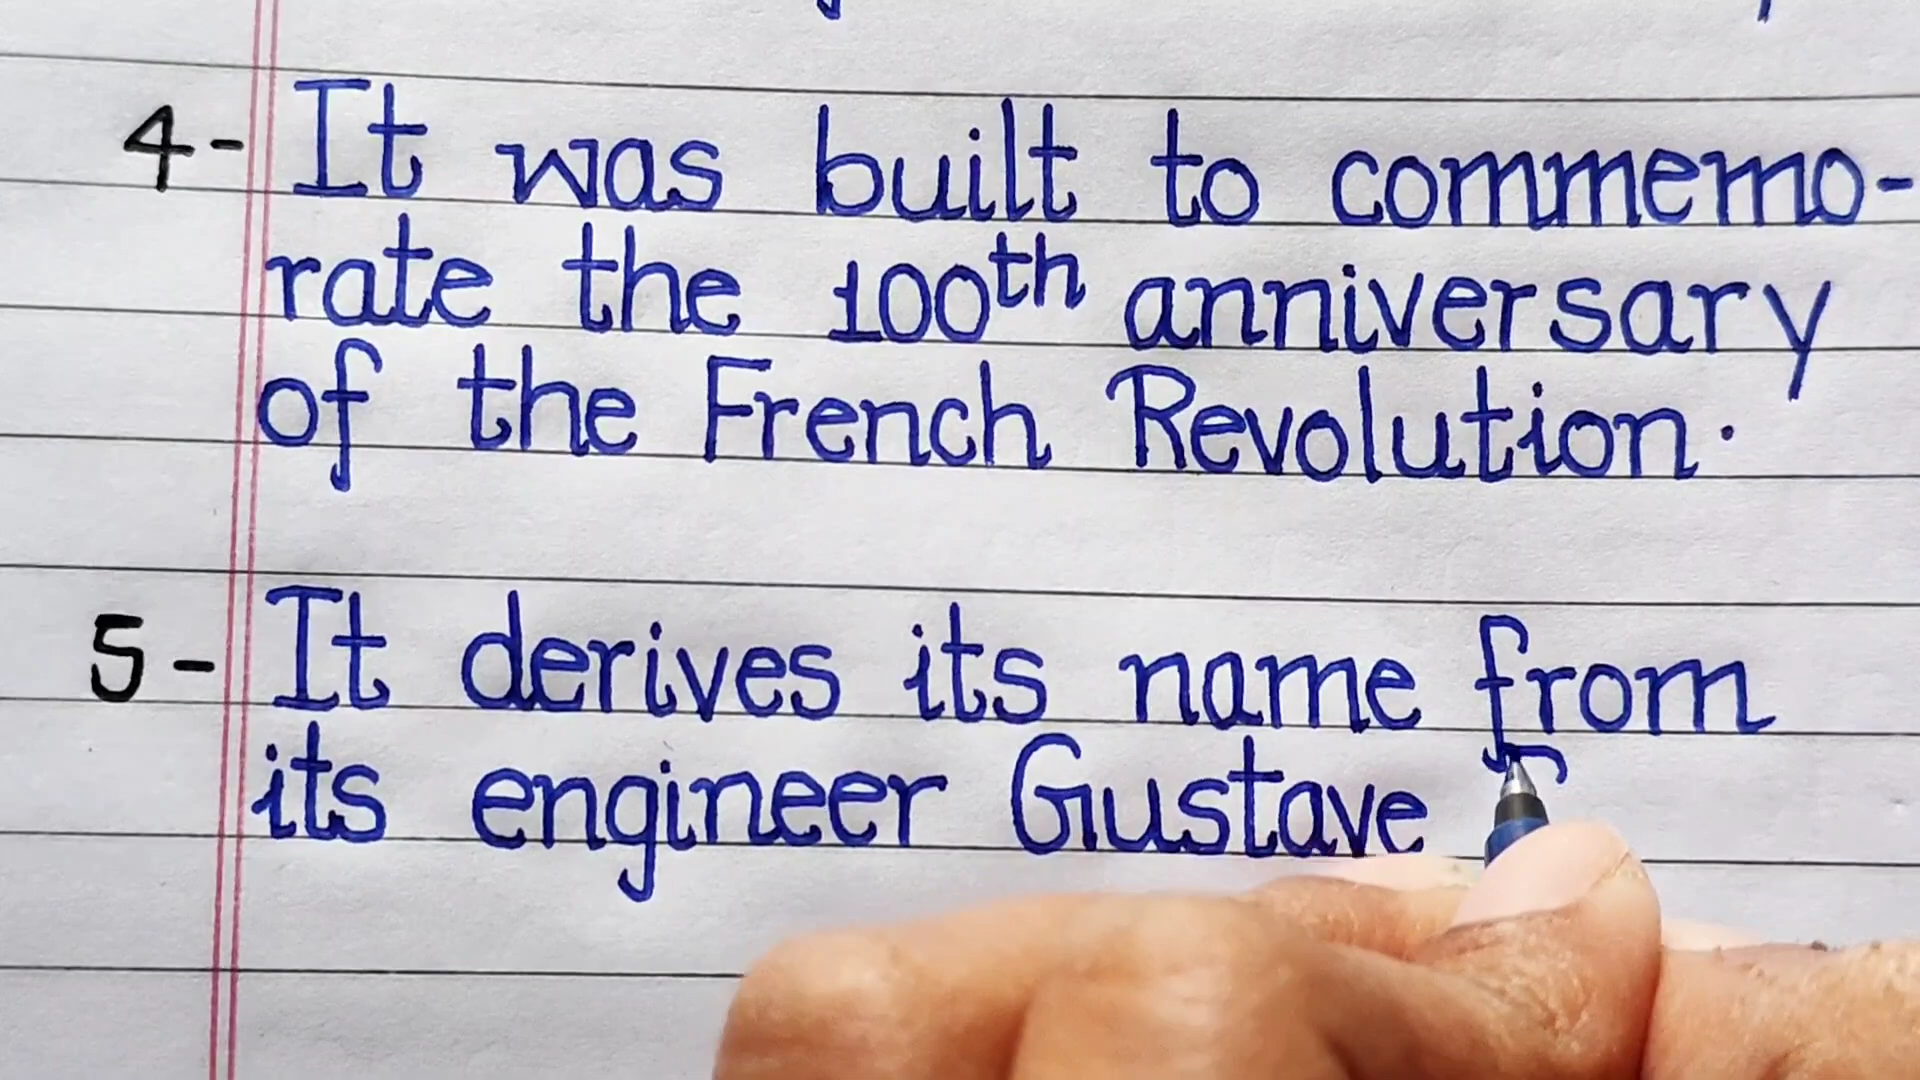 4- It was built to commemo-
rate the 100th anniversary
of the French Revolution.
5- It derives its name from
its engineer Gustave